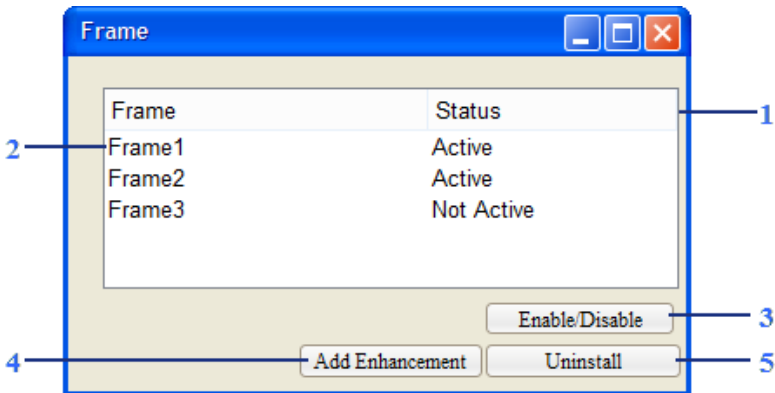 Frame
Frame Status 1
2 Frame1 Active
Frame2 Active
Frame3 Not Active
Enable/Disable 3
4 Add Enhancement Uninstall 5